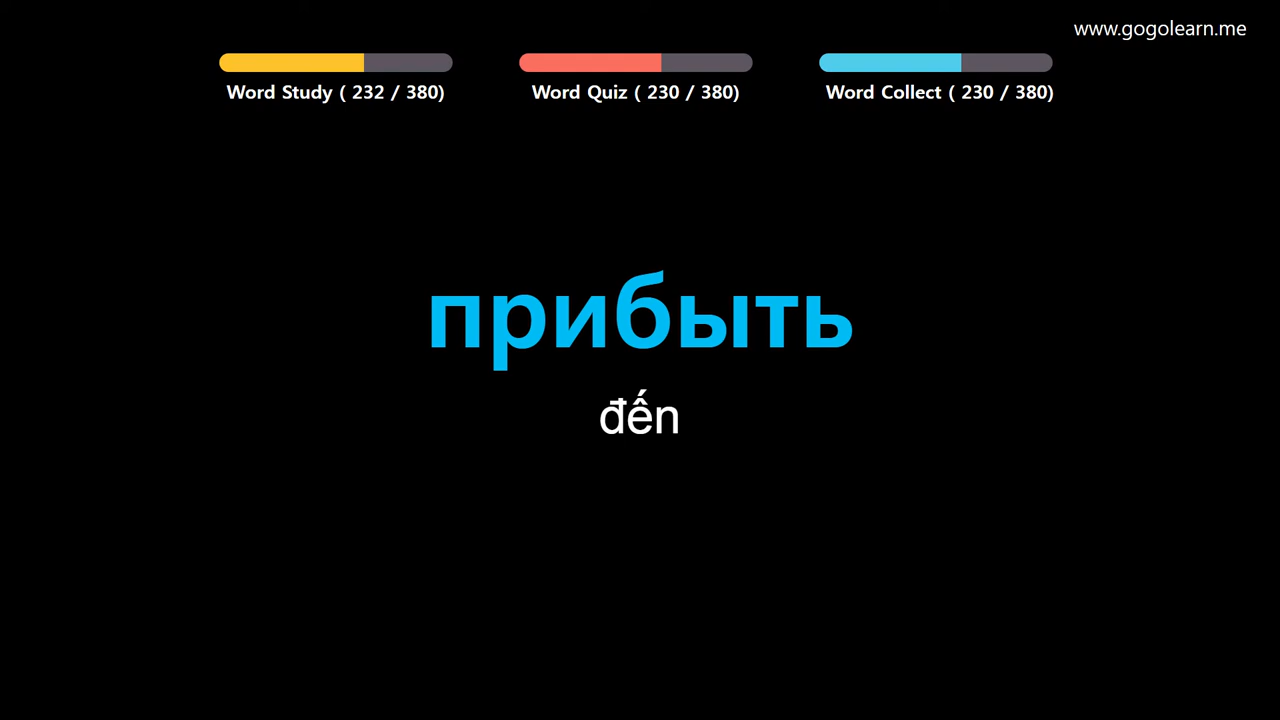 www.gogolearn.me
Word Study ( 232 / 380)
Word Quiz ( 230 / 380)
Word Collect ( 230 / 380)
прибыть
đến